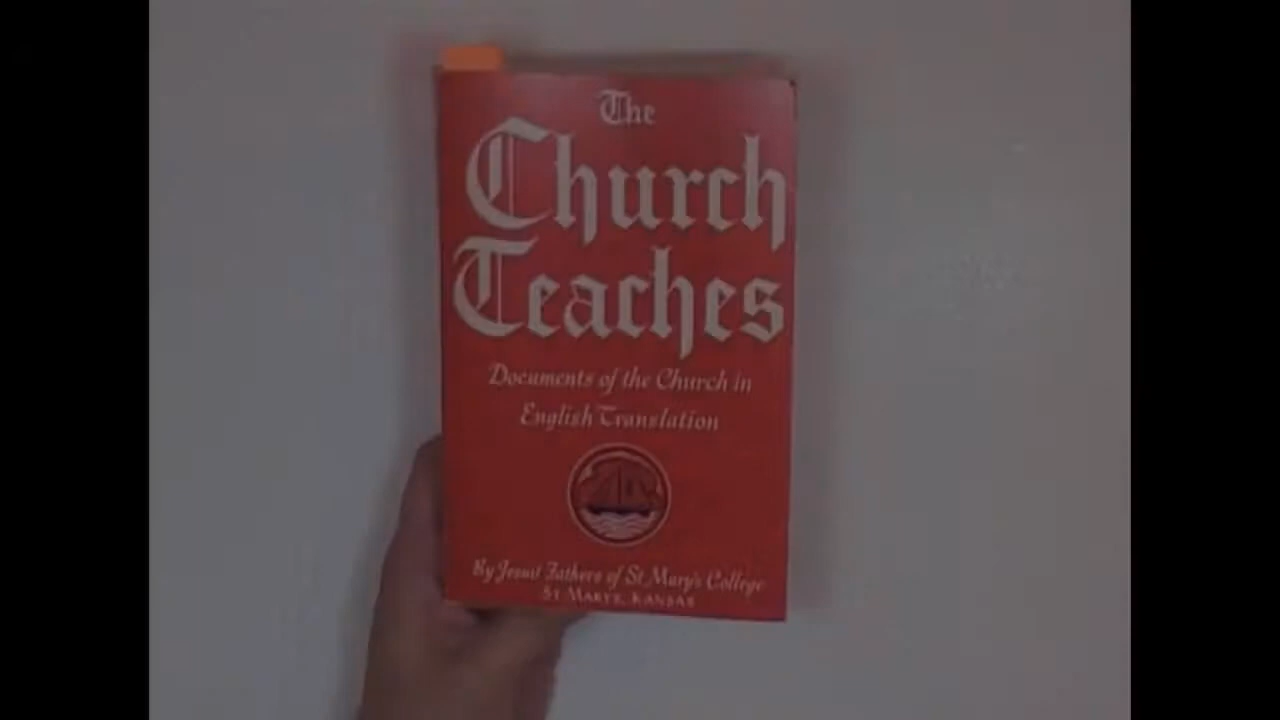 The
Church
Teaches
Documents of the Church in
English Translation
By Jesuit Fathers of St Mary's College
St Marys, Kansas